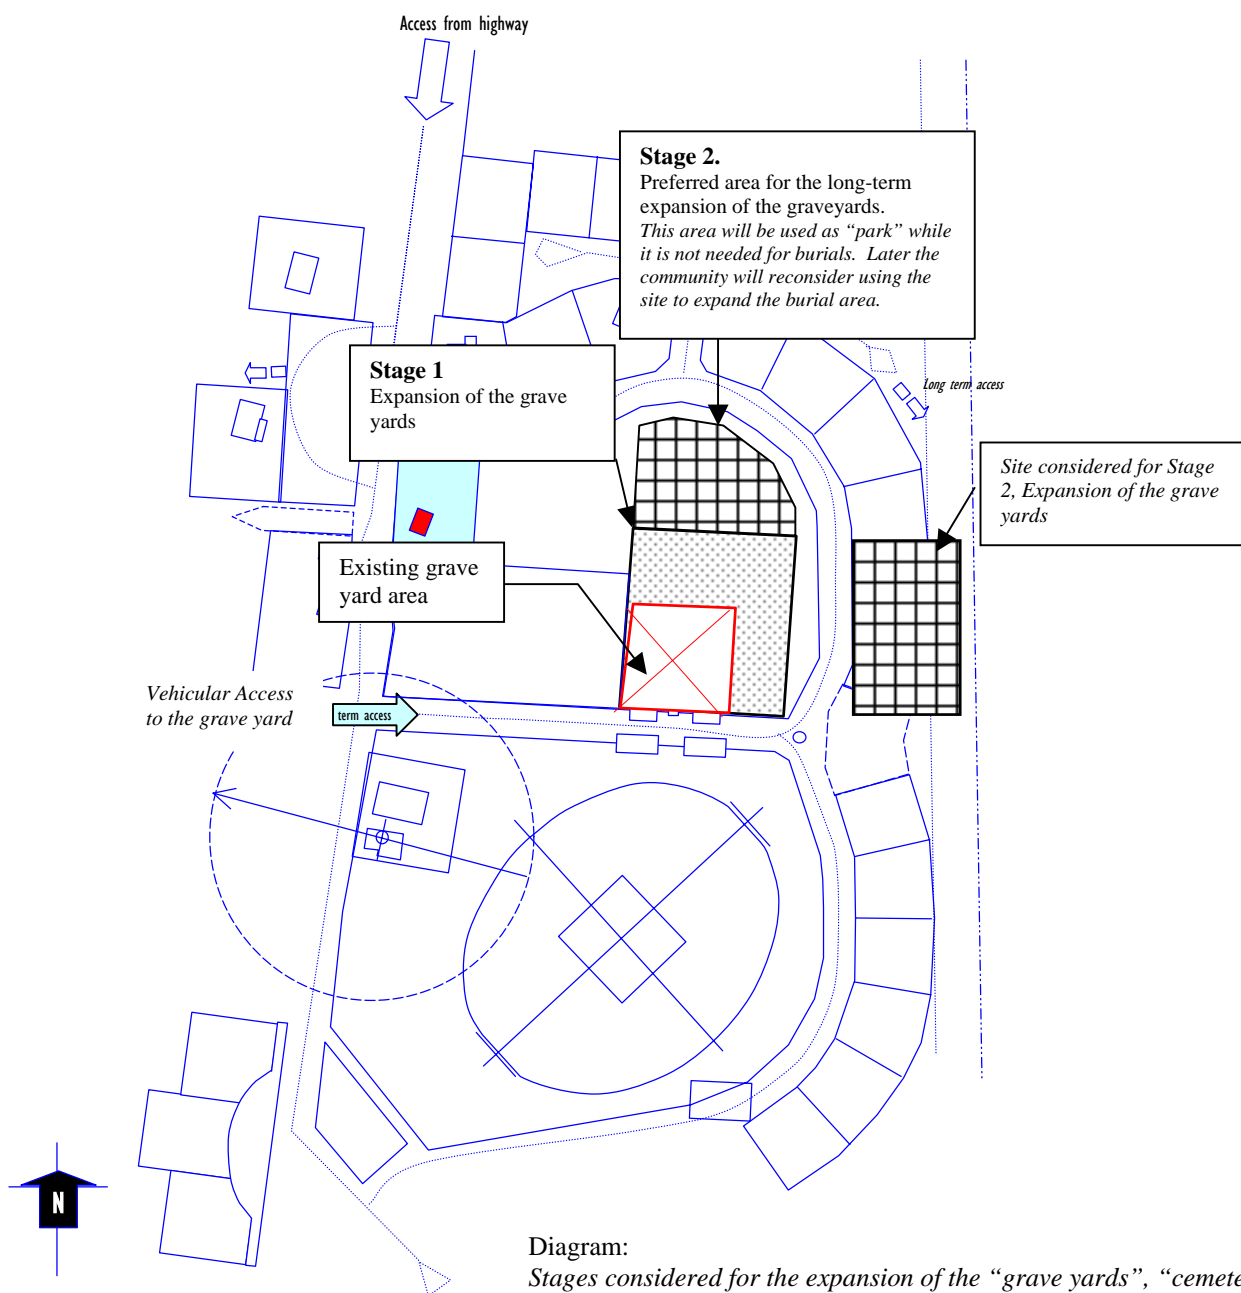 Access from highway
Stage 2.
Preferred area for the long-term
expansion of the graveyards.
This area will be used as “park” while
it is not needed for burials.  Later the
community will reconsider using the
site to expand the burial area.
Stage 1
Expansion of the grave
yards
Long term access
Site considered for Stage
2, Expansion of the grave
yards
Existing grave
yard area
Vehicular Access
to the grave yard
term access
N
Diagram:
Stages considered for the expansion of the “grave yards”, “cemete